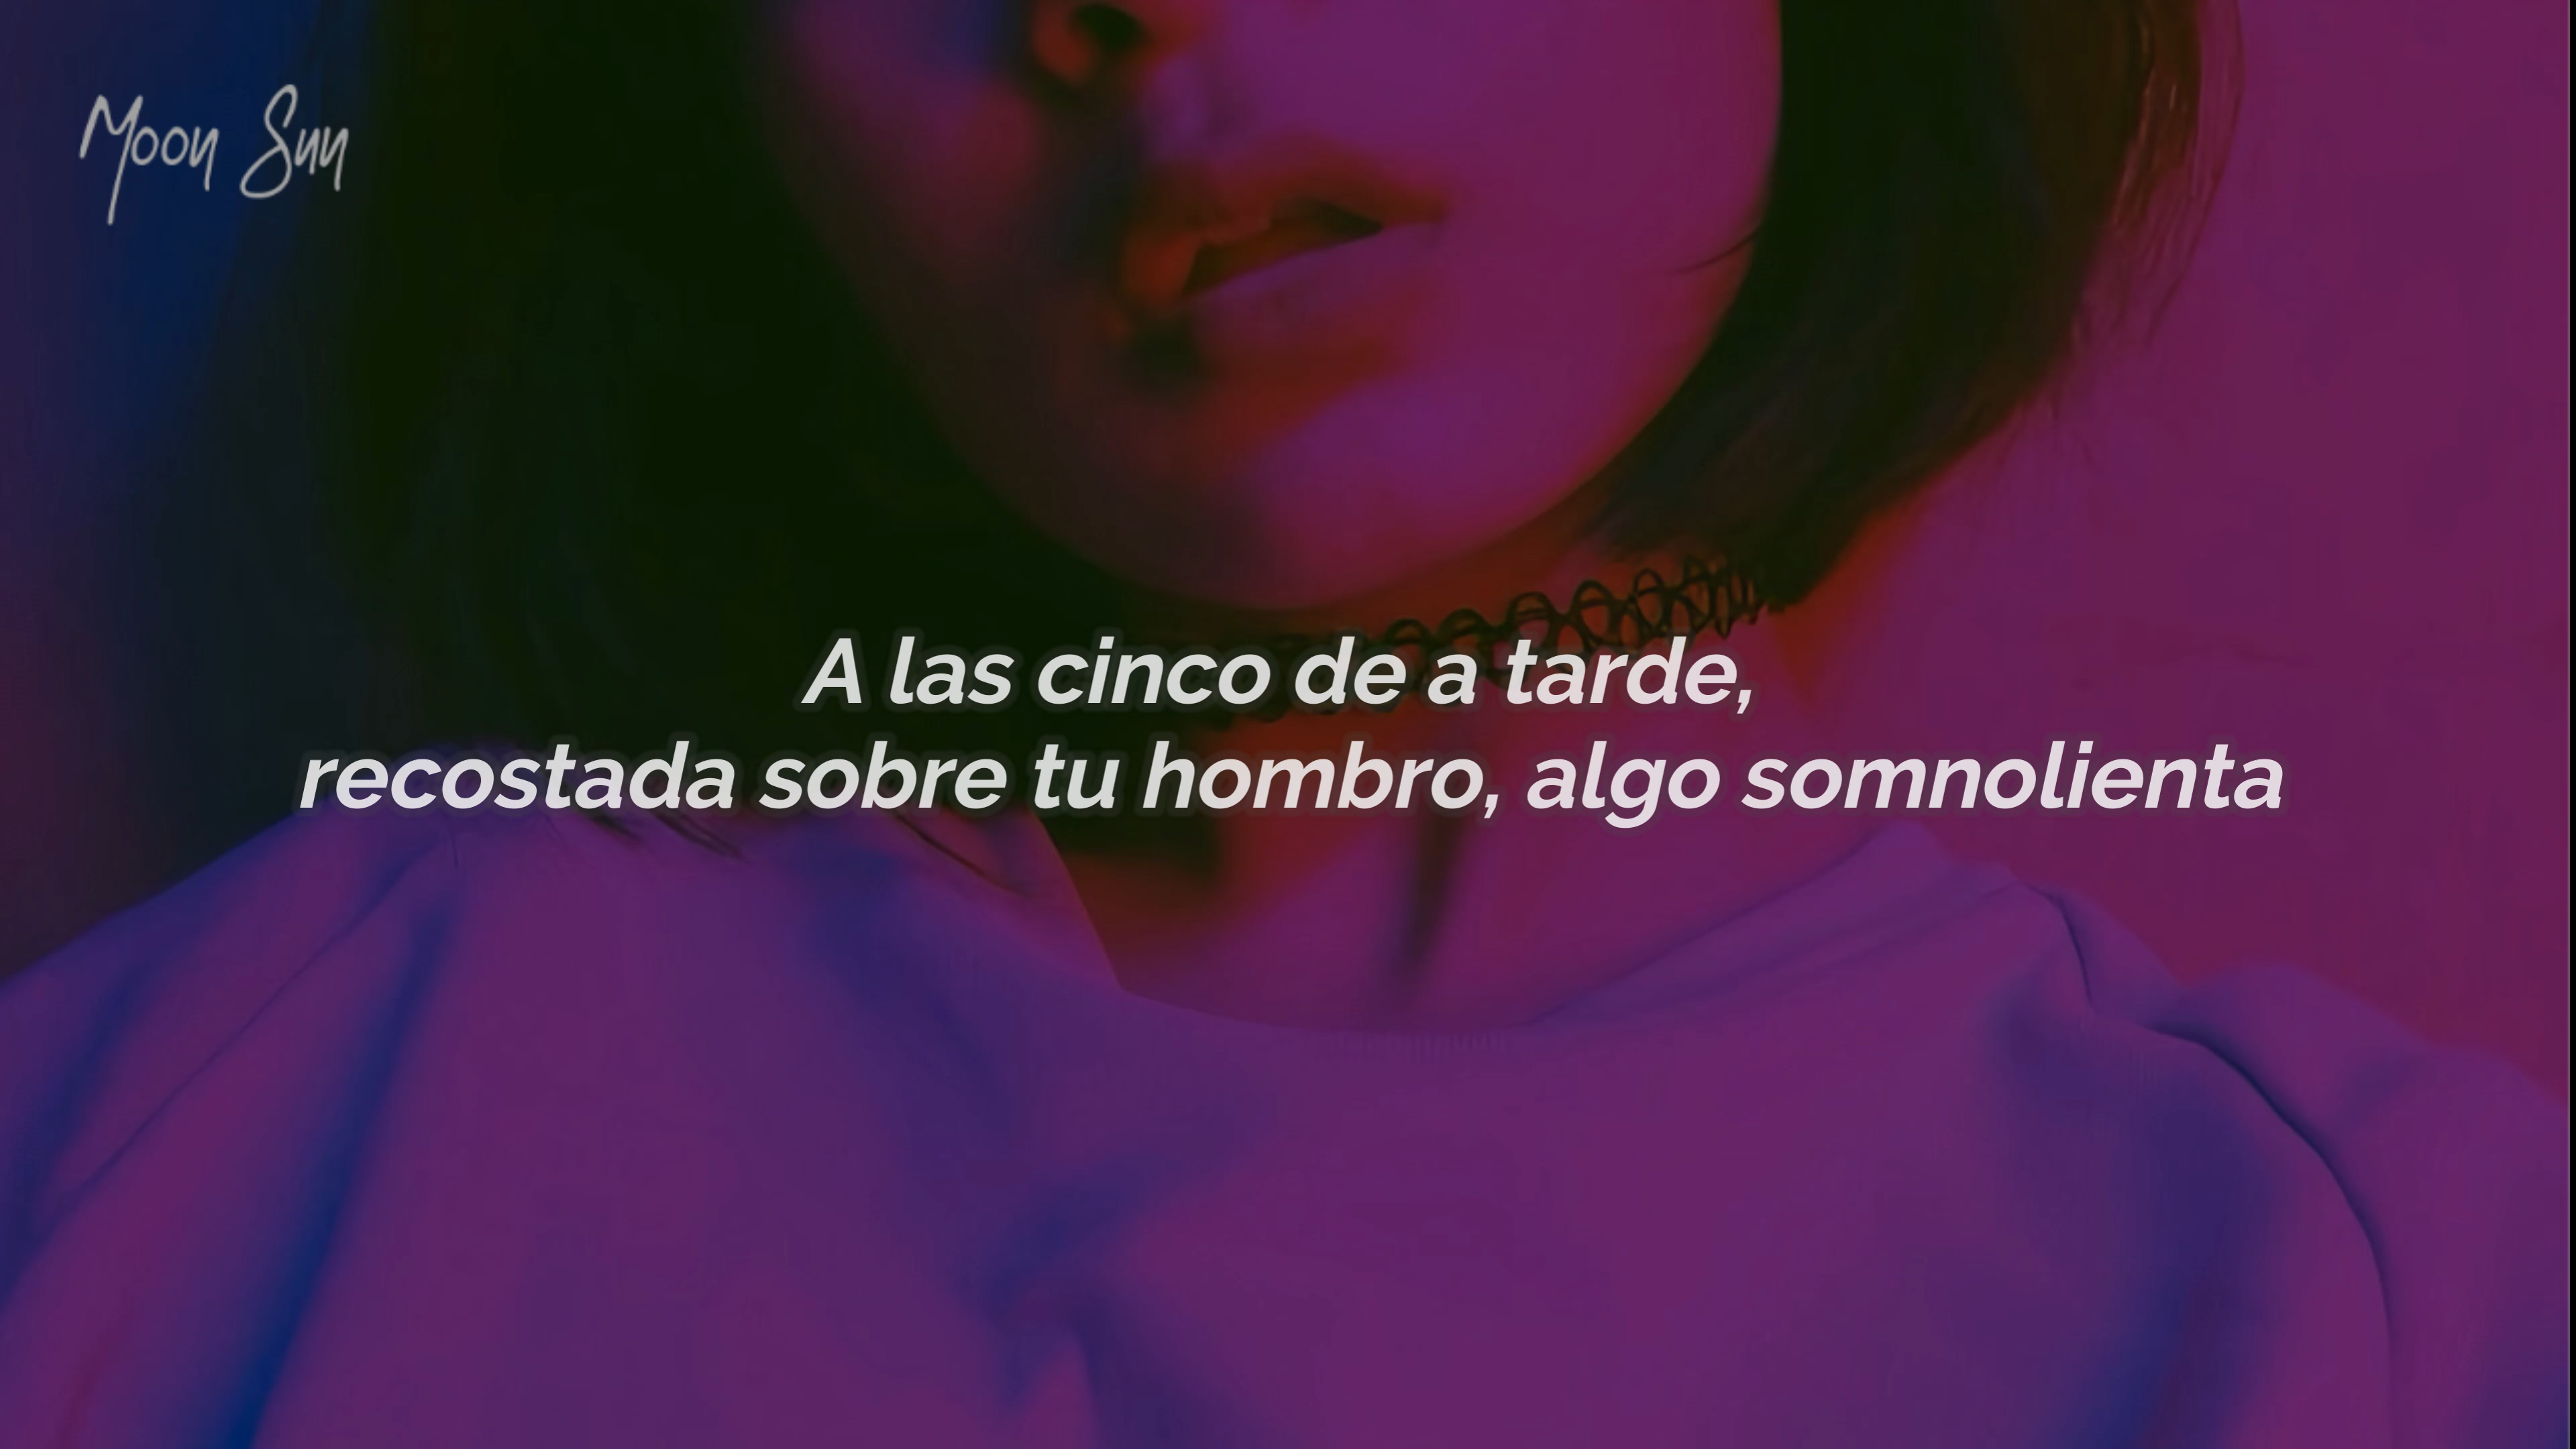 Moon Sun
A las cinco de a tarde,
recostada sobre tu hombro, algo somnolienta